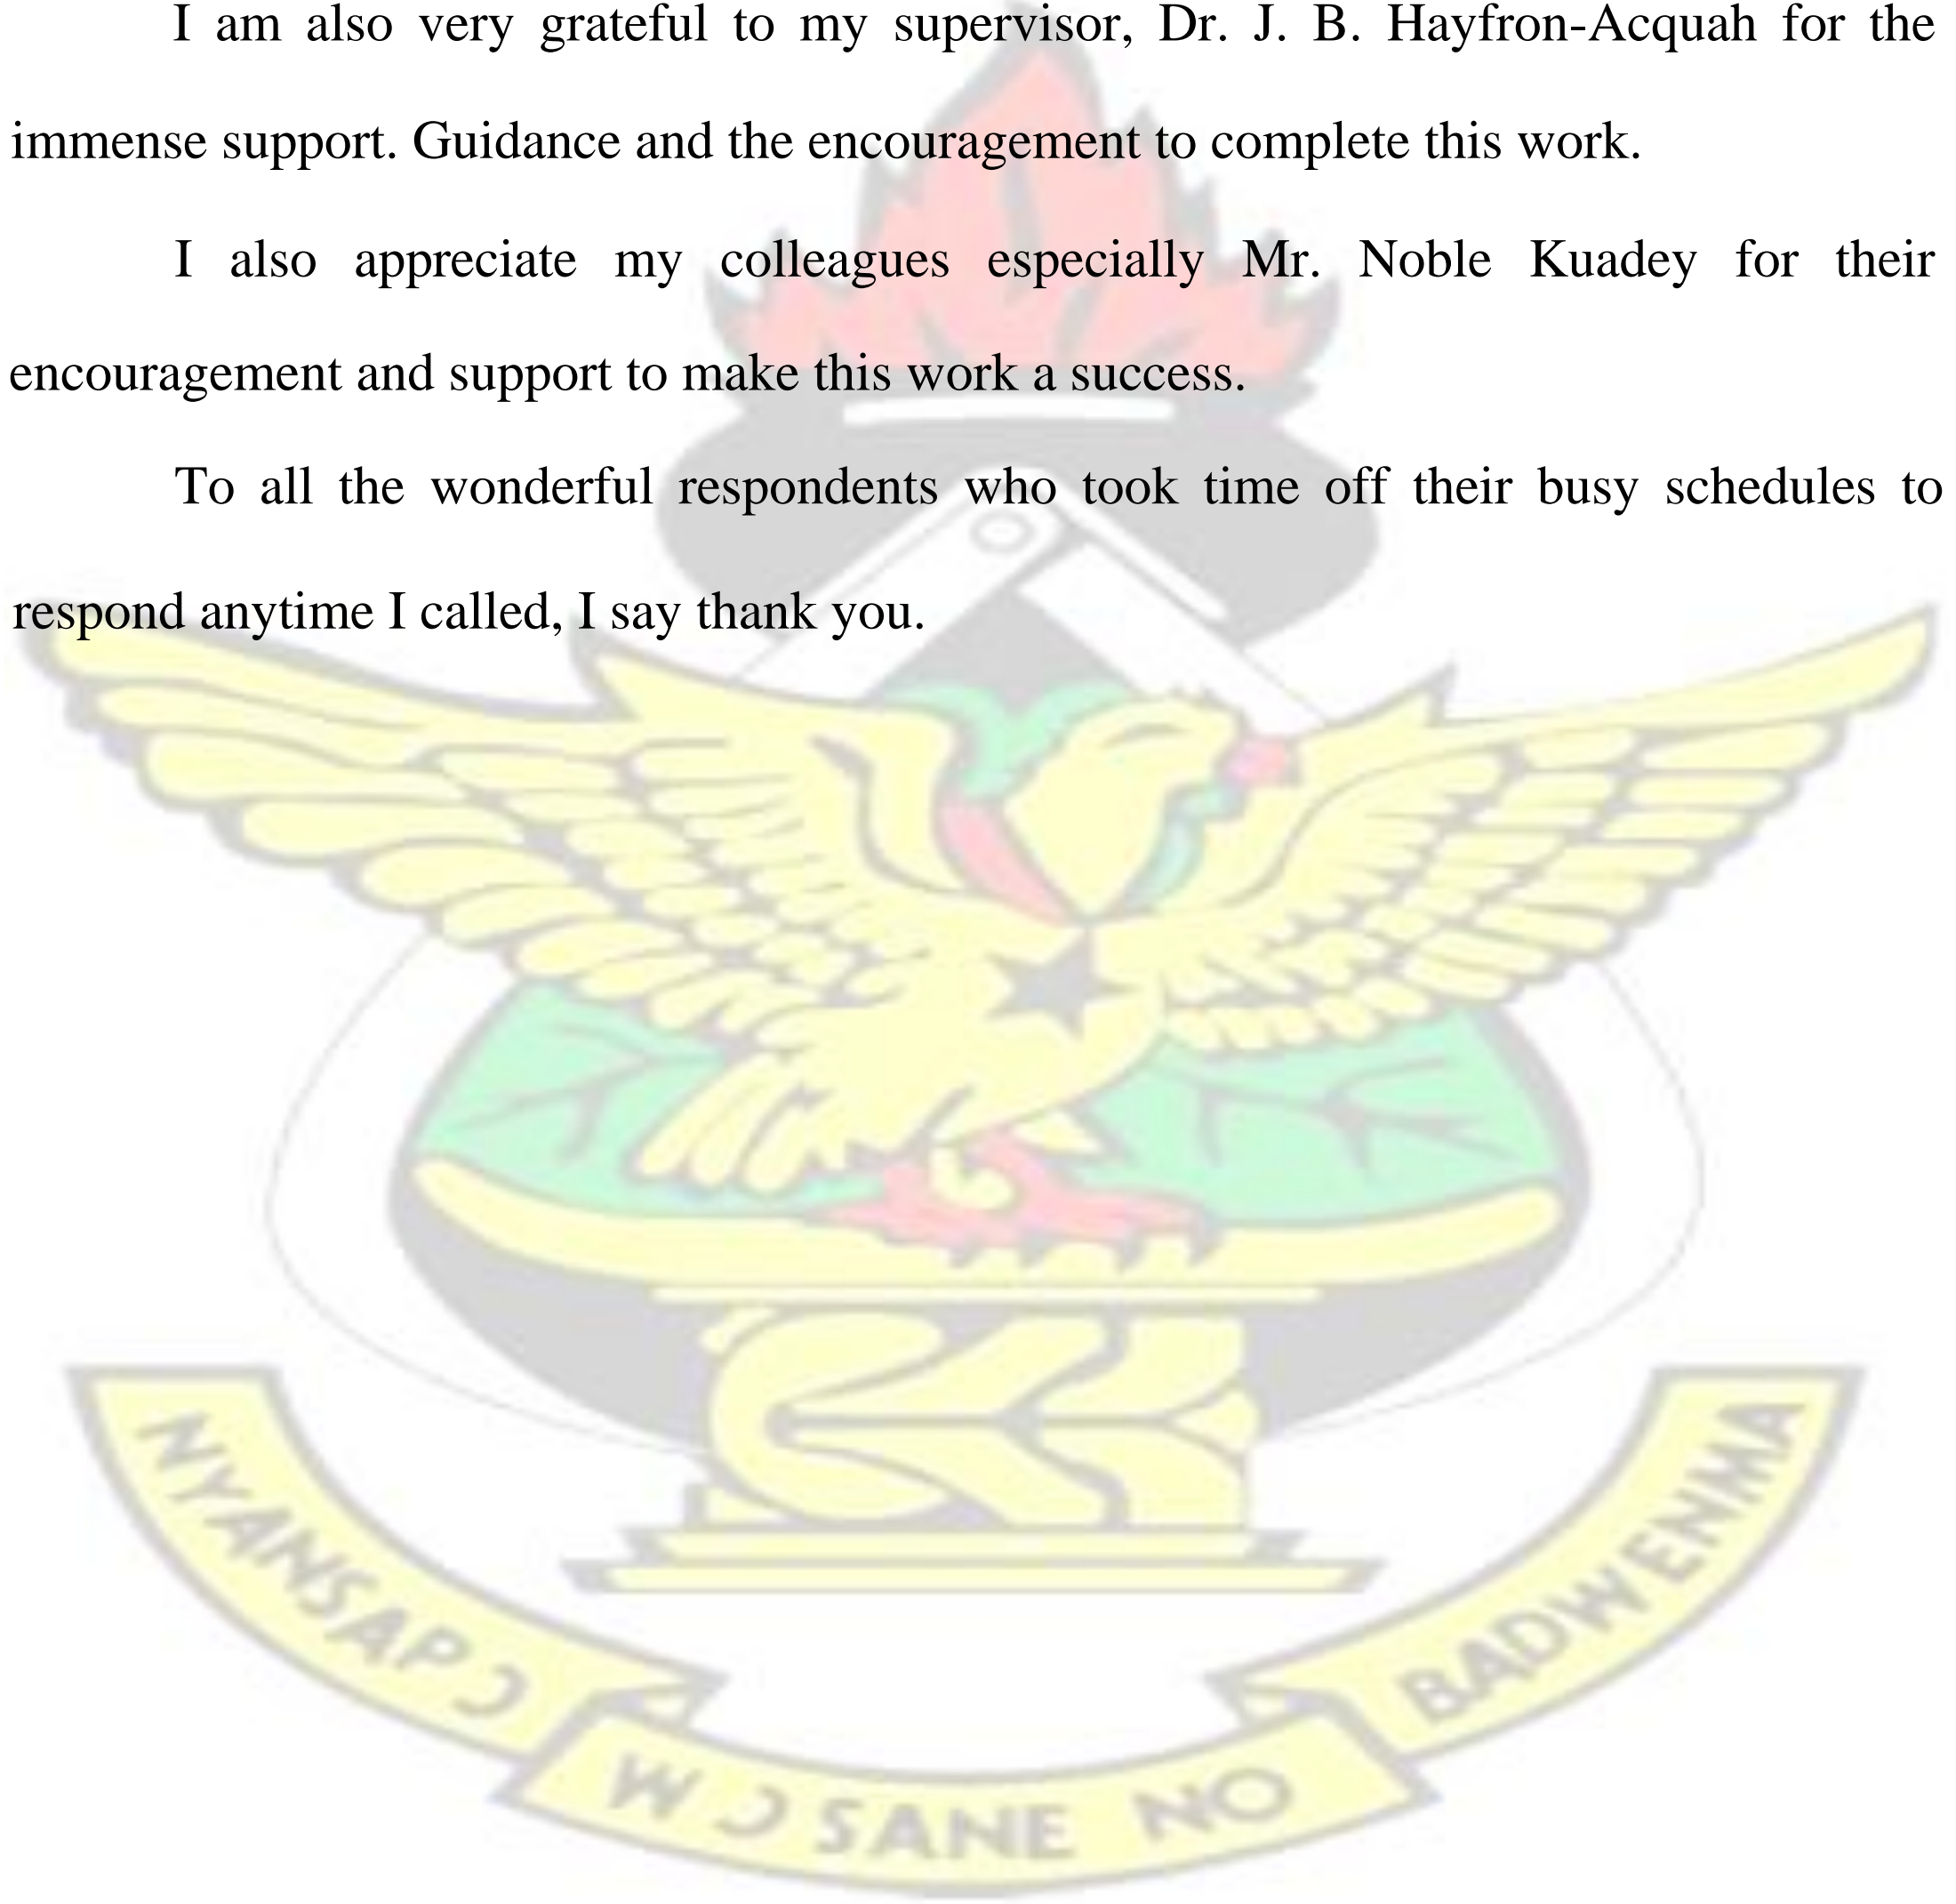 I am also very grateful to my supervisor, Dr. J. B. Hayfron-Acquah for the
immense support. Guidance and the encouragement to complete this work.
I also appreciate my colleagues especially Mr. Noble Kuadey for their
encouragement and support to make this work a success.
To all the wonderful respondents who took time off their busy schedules to
respond anytime I called, I say thank you.
NYANSAPƆ
WƆSANE NO
BADWENMA